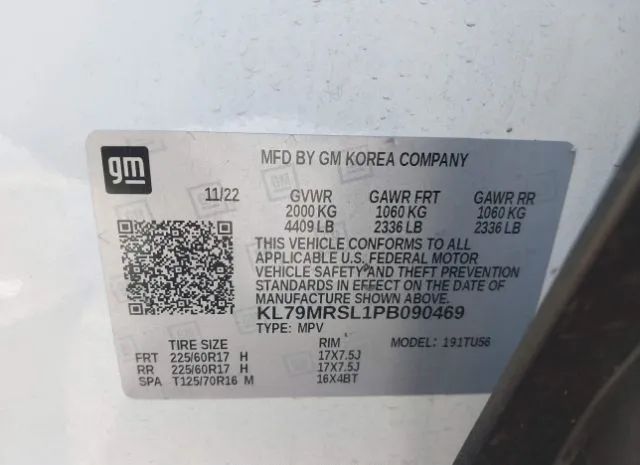 gm
MFD BY GM KOREA COMPANY
11/22 GVWR GAWR FRT GAWR RR
2000 KG 1060 KG 1060 KG
4409 LB 2336 LB 2336 LB
THIS VEHICLE CONFORMS TO ALL
APPLICABLE U.S. FEDERAL MOTOR
VEHICLE SAFETY AND THEFT PREVENTION
STANDARDS IN EFFECT ON THE DATE OF
MANUFACTURE SHOWN ABOVE.
KL79MRSL1PB090469
TYPE: MPV
TIRE SIZE RIM MODEL: 191TU56
FRT 225/60R17 H 17X7.5J
RR 225/60R17 H 17X7.5J
SPA T125/70R16 M 16X4BT